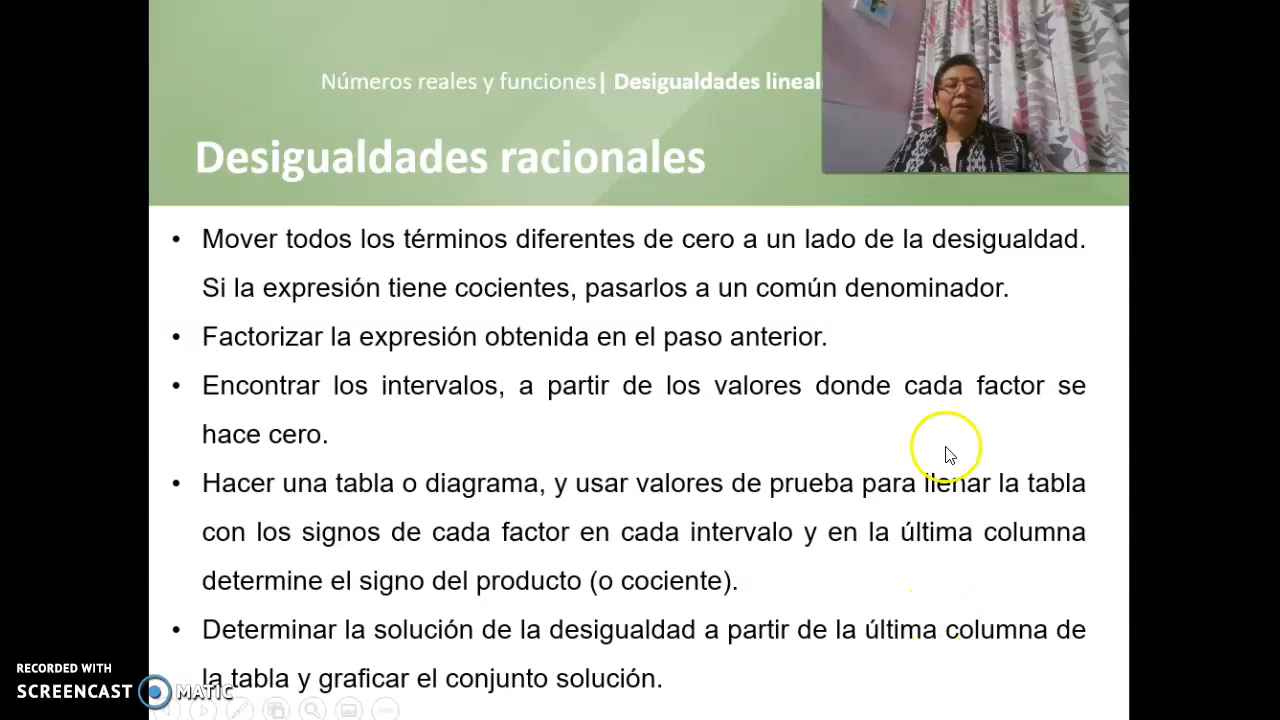 Números reales y funciones| Desigualdades lineal
Desigualdades racionales
• Mover todos los términos diferentes de cero a un lado de la desigualdad.
Si la expresión tiene cocientes, pasarlos a un común denominador.
• Factorizar la expresión obtenida en el paso anterior.
• Encontrar los intervalos, a partir de los valores donde cada factor se
hace cero.
• Hacer una tabla o diagrama, y usar valores de prueba para llenar la tabla
con los signos de cada factor en cada intervalo y en la última columna
determine el signo del producto (o cociente).
• Determinar la solución de la desigualdad a partir de la última columna de
la tabla y graficar el conjunto solución.
RECORDED WITH
SCREENCAST MATIC